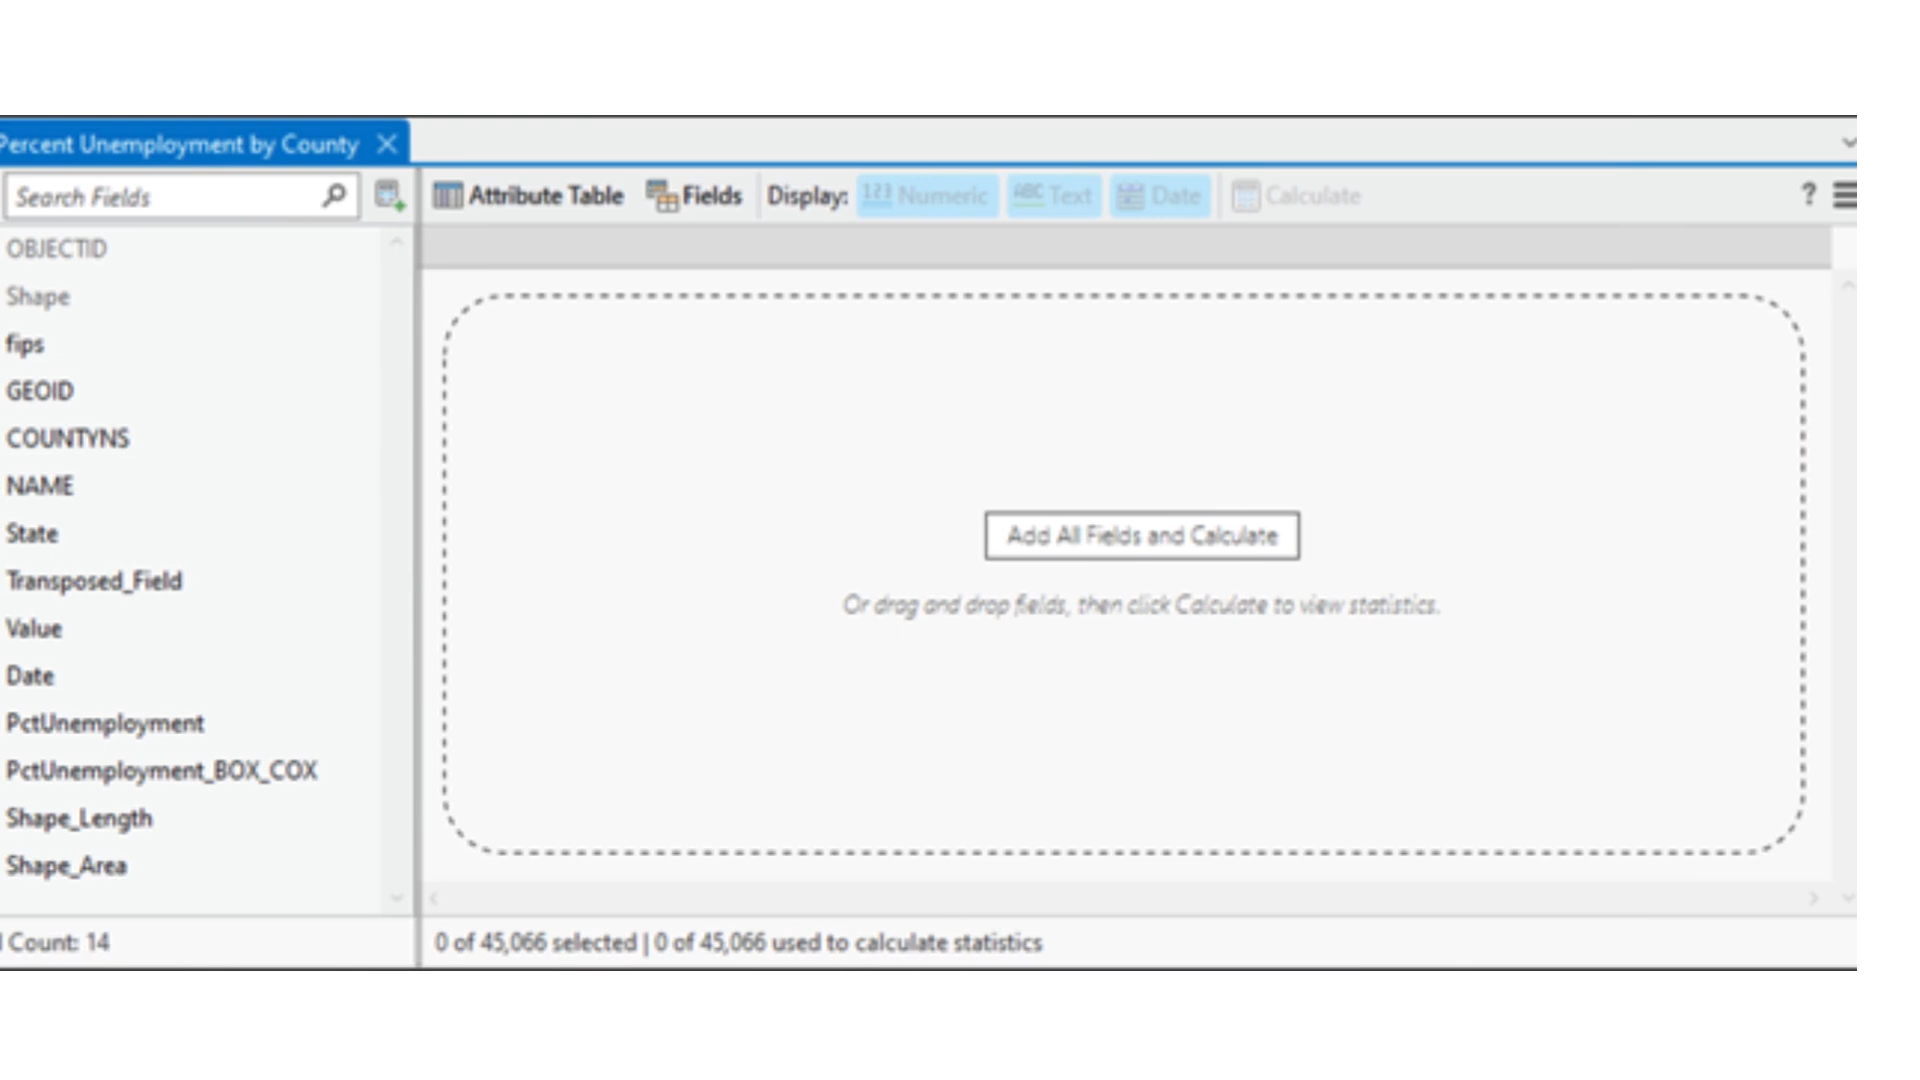 Percent Unemployment by County
Search Fields
Attribute Table Fields Display: 123 Numeric ABC Text Date Calculate ?
OBJECTID
Shape
fips
GEOID
COUNTYNS
NAME
State
Transposed_Field
Value
Date
PctUnemployment
PctUnemployment_BOX_COX
Shape_Length
Shape_Area
Add All Fields and Calculate
Or drag and drop fields, then click Calculate to view statistics.
Count: 14
0 of 45,066 selected | 0 of 45,066 used to calculate statistics